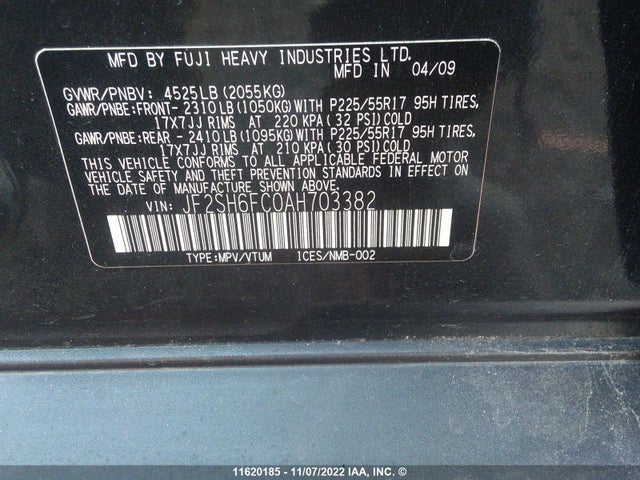 MFD BY FUJI HEAVY INDUSTRIES LTD.
MFD IN 04/09
GVWR/PNBV: 4525LB(2055KG)
GAWR/PNBE:FRONT-2310LB(1050KG)WITH P225/55R17 95H TIRES,
17X7JJ RIMS AT 220 KPA(32 PSI)COLD
GAWR/PNBE:REAR -2410LB(1095KG)WITH P225/55R17 95H TIRES,
17X7JJ RIMS AT 210 KPA(30 PSI)COLD
THIS VEHICLE CONFORMS TO ALL APPLICABLE FEDERAL MOTOR
VEHICLE SAFETY AND THEFT PREVENTION STANDARDS IN EFFECT
ON THE DATE OF MANUFACTURE SHOWN ABOVE.
VIN: JF2SH6FC0AH703382
TYPE:MPV/VTUM ICES/NMB-002
11620185 - 11/07/2022 IAA, INC. ©